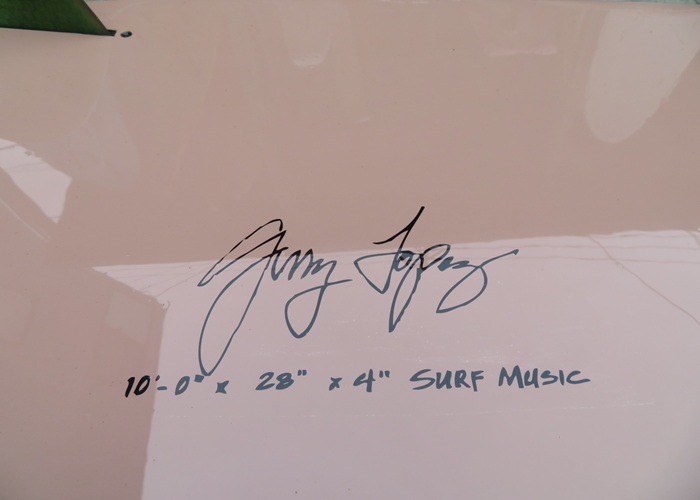 Gerry Lopez
10'-0" x 28" x 4" SURF MUSIC